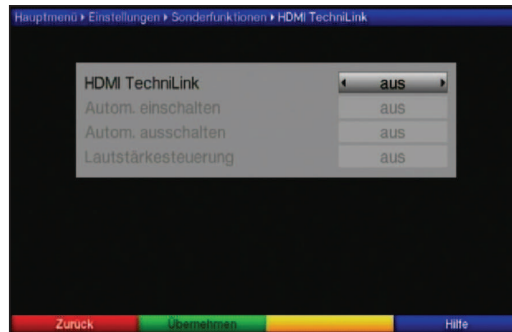 Hauptmenü ▸ Einstellungen ▸ Sonderfunktionen ▸ HDMI TechniLink
HDMI TechniLink aus
Autom. einschalten aus
Autom. ausschalten aus
Lautstärkesteuerung aus
Zurück Übernehmen Hilfe